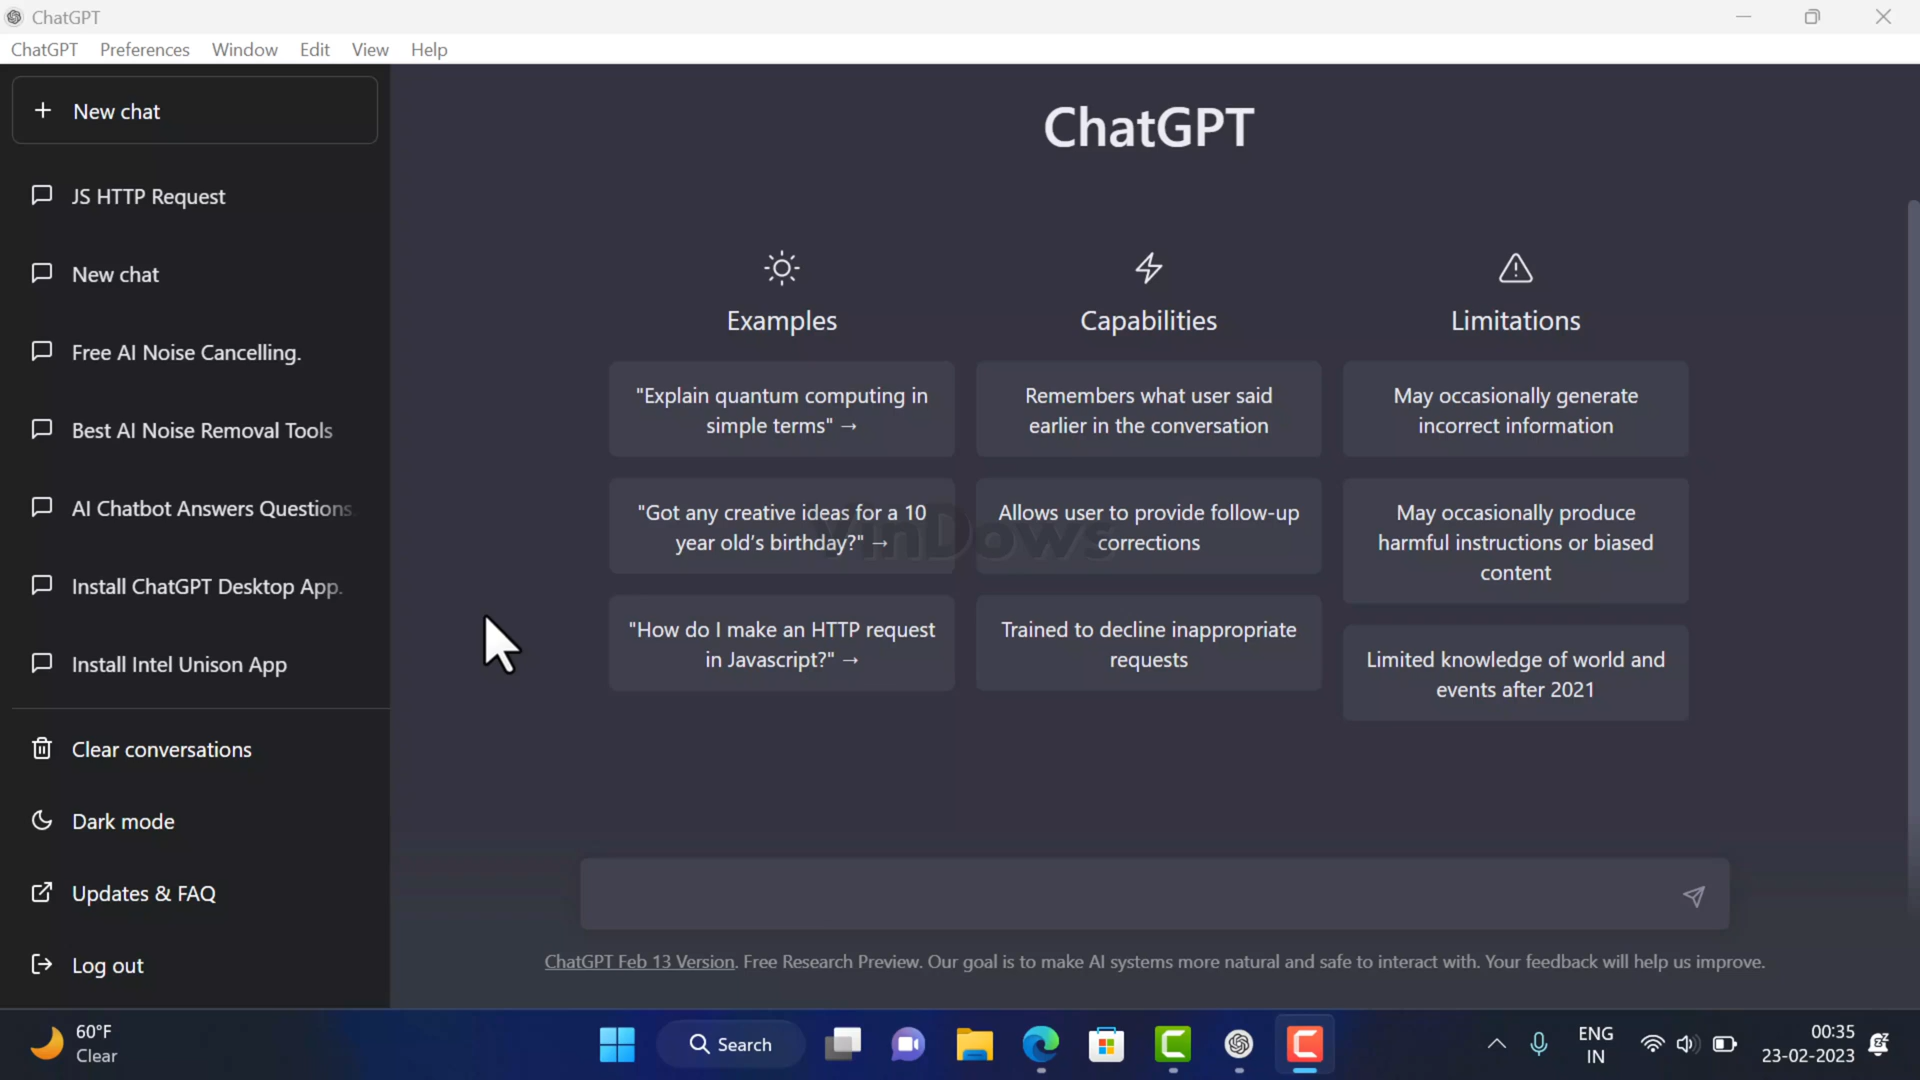 ChatGPT
ChatGPT Preferences Window Edit View Help
New chat
JS HTTP Request
New chat
Free AI Noise Cancelling.
Best AI Noise Removal Tools
AI Chatbot Answers Questions.
Install ChatGPT Desktop App.
Install Intel Unison App
Clear conversations
Dark mode
Updates & FAQ
Log out
ChatGPT
Examples
"Explain quantum computing in
simple terms" →
"Got any creative ideas for a 10
year old's birthday?" →
"How do I make an HTTP request
in Javascript?" →
Capabilities
Remembers what user said
earlier in the conversation
Allows user to provide follow-up
corrections
Trained to decline inappropriate
requests
Limitations
May occasionally generate
incorrect information
May occasionally produce
harmful instructions or biased
content
Limited knowledge of world and
events after 2021
ChatGPT Feb 13 Version. Free Research Preview. Our goal is to make AI systems more natural and safe to interact with. Your feedback will help us improve.
60°F
Clear
Search
ENG
IN
00:35
23-02-2023